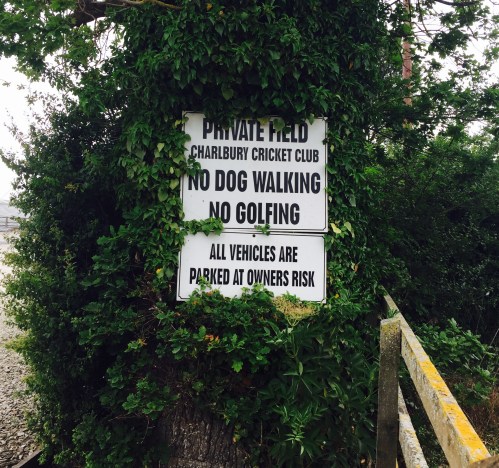 PRIVATE FIELD
CHARLBURY CRICKET CLUB
NO DOG WALKING
NO GOLFING
ALL VEHICLES ARE
PARKED AT OWNERS RISK